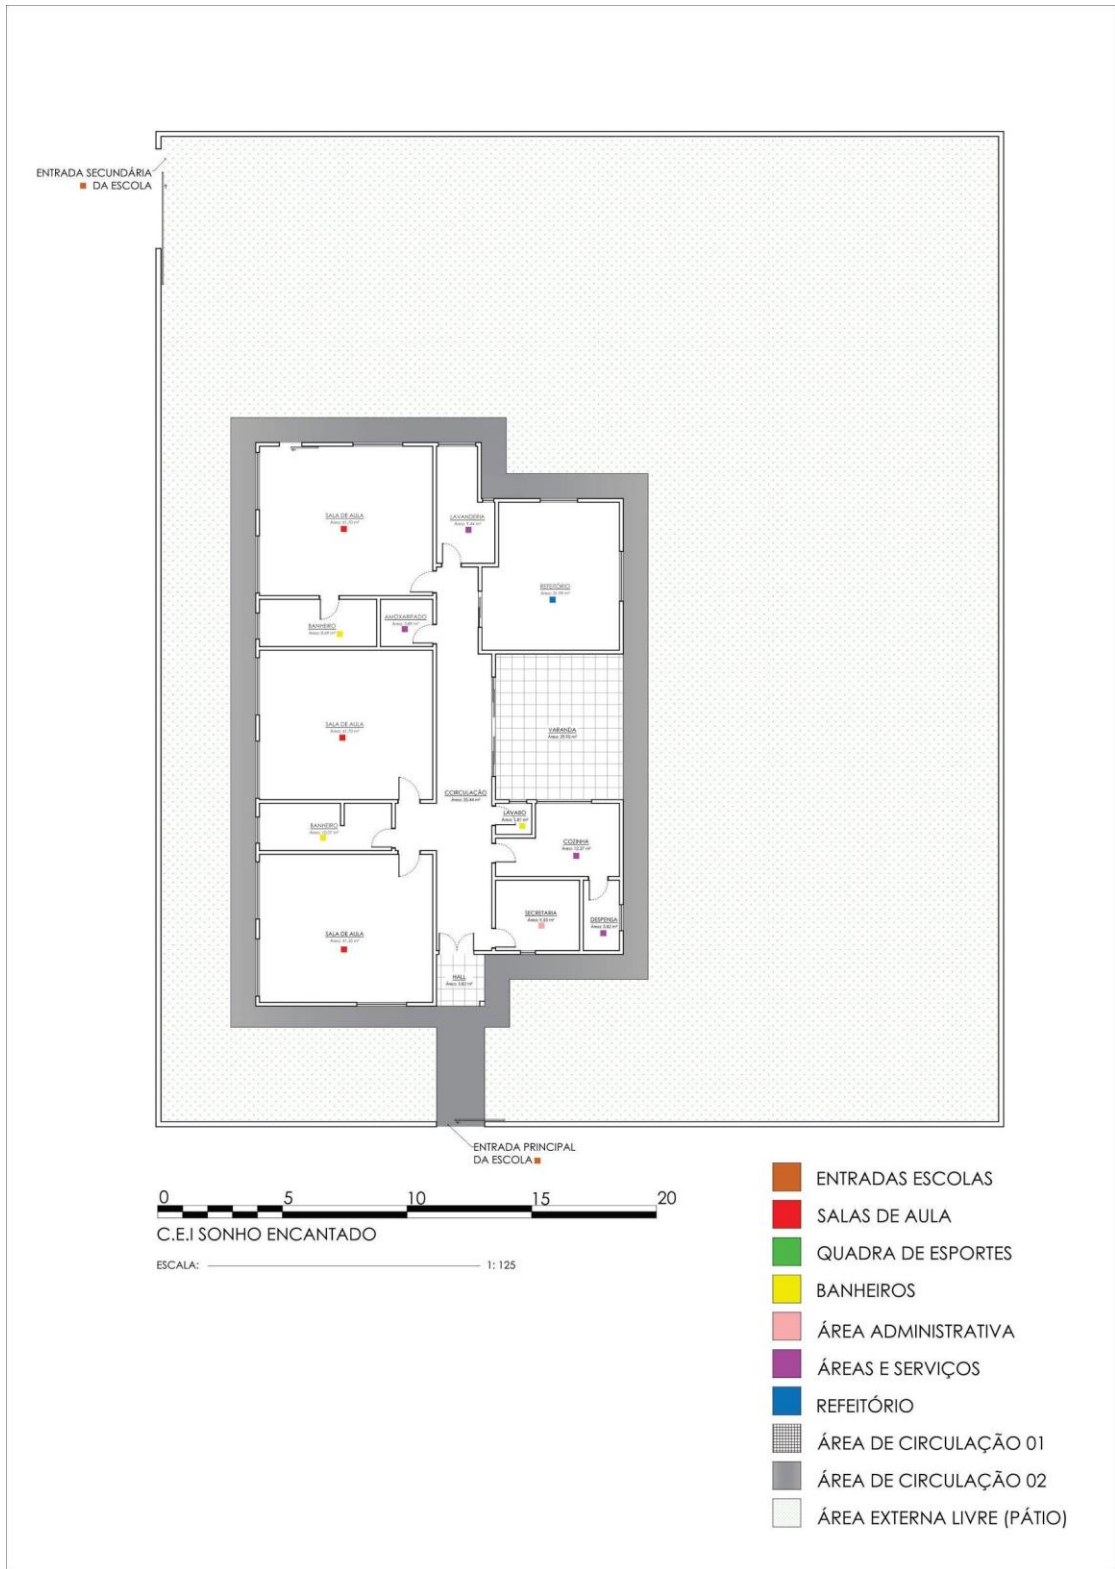 ENTRADA SECUNDÁRIA
DA ESCOLA
SALA DE AULA
LAVANDERIA
REFEITÓRIO
BANHEIRO
AMOXARIFADO
SALA DE AULA
VARANDA
CCIRCULAÇÃO
LAVABO
BANHEIRO
COZINHA
SECRETARIA
DESPENSA
SALA DE AULA
HALL
ENTRADA PRINCIPAL
DA ESCOLA
0 5 10 15 20
C.E.I SONHO ENCANTADO
ESCALA: 1: 125
ENTRADAS ESCOLAS
SALAS DE AULA
QUADRA DE ESPORTES
BANHEIROS
ÁREA ADMINISTRATIVA
ÁREAS E SERVIÇOS
REFEITÓRIO
ÁREA DE CIRCULAÇÃO 01
ÁREA DE CIRCULAÇÃO 02
ÁREA EXTERNA LIVRE (PÁTIO)